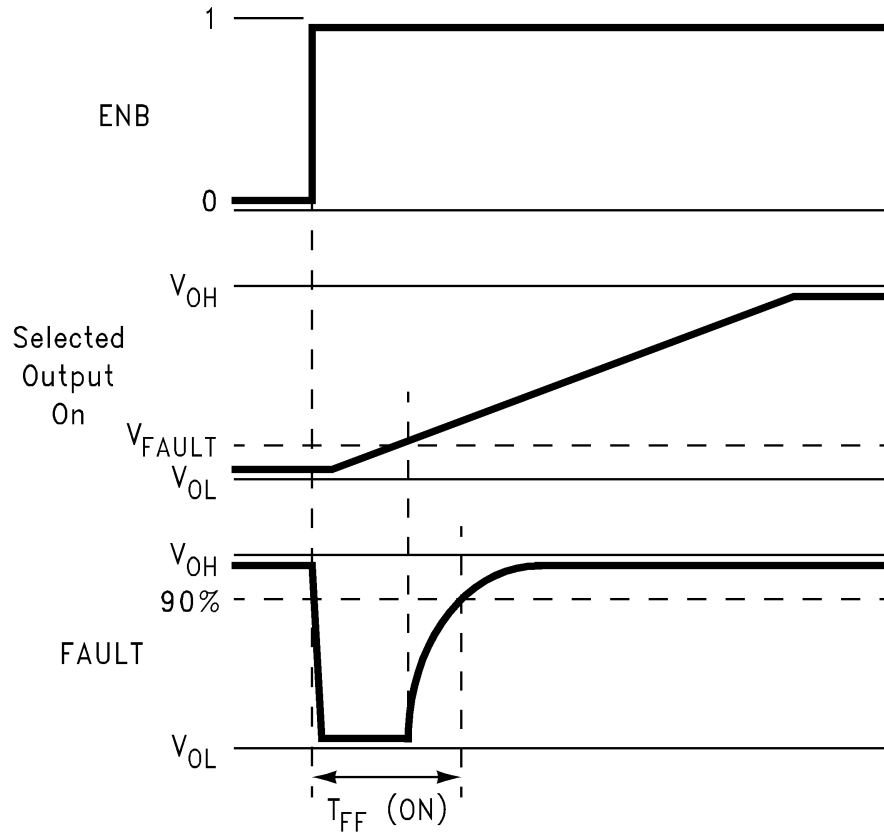 1
ENB
0
VOH
Selected
Output
On
VFAULT
VOL
VOH
90%
FAULT
VOL
TFF (ON)